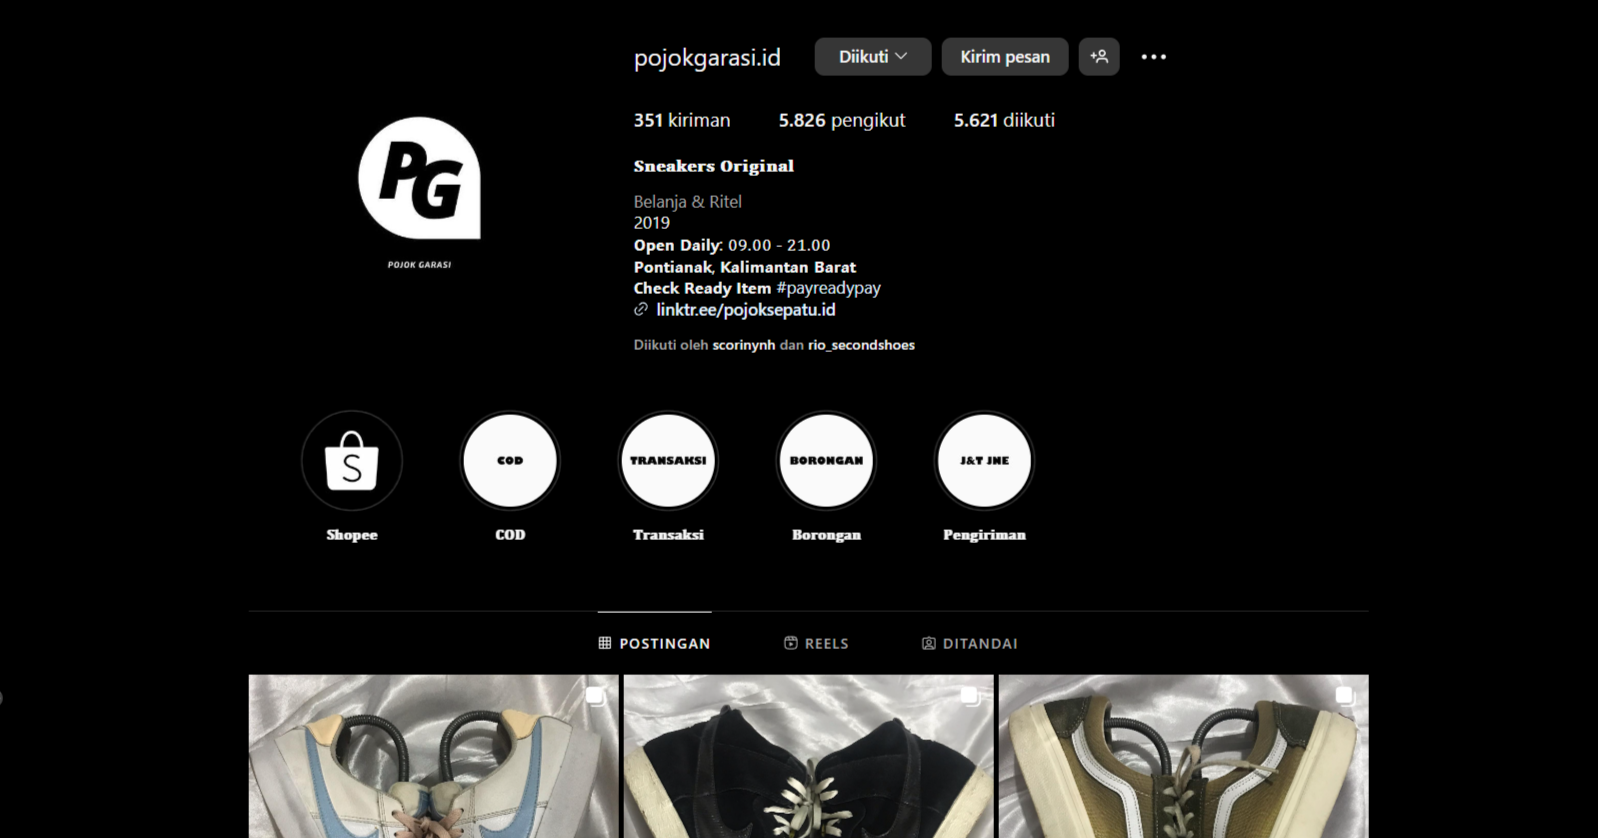 pojokgarasi.id Diikuti Kirim pesan
351 kiriman 5.826 pengikut 5.621 diikuti
PG
POJOK GARASI
Sneakers Original
Belanja & Ritel
2019
Open Daily: 09.00 - 21.00
Pontianak, Kalimantan Barat
Check Ready Item #payreadypay
linktr.ee/pojoksepatu.id
Diikuti oleh scorinynh dan rio_secondshoes
S COD TRANSAKSI BORONGAN J&T JNE
Shopee COD Transaksi Borongan Pengiriman
POSTINGAN REELS DITANDAI